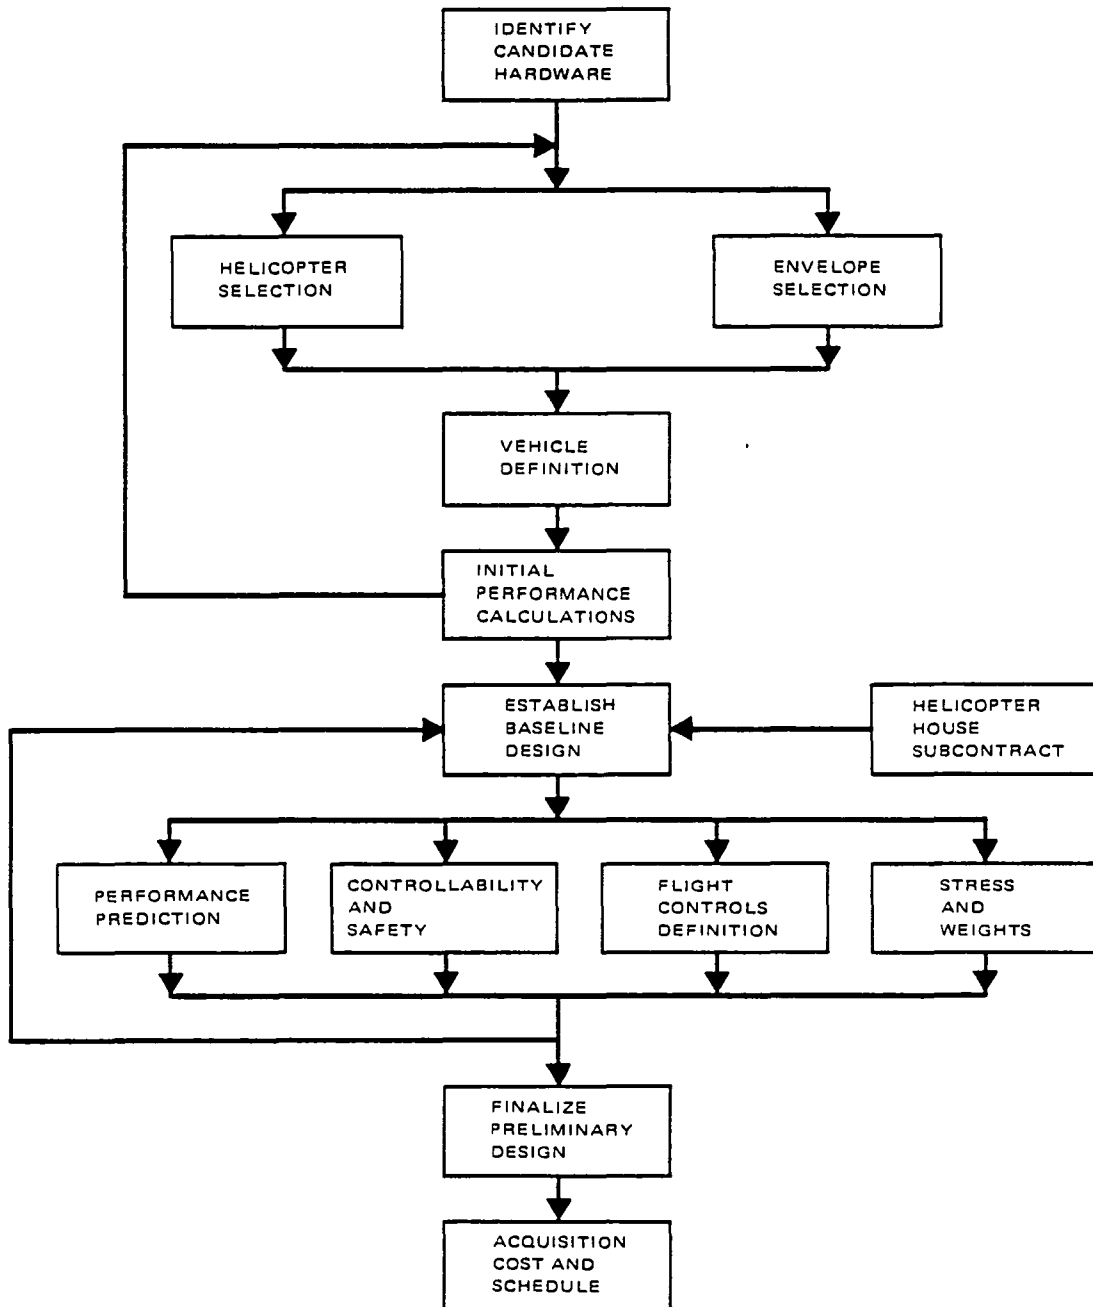 IDENTIFY
CANDIDATE
HARDWARE
HELICOPTER
SELECTION
ENVELOPE
SELECTION
VEHICLE
DEFINITION
INITIAL
PERFORMANCE
CALCULATIONS
ESTABLISH
BASELINE
DESIGN
HELICOPTER
HOUSE
SUBCONTRACT
PERFORMANCE
PREDICTION
CONTROLLABILITY
AND
SAFETY
FLIGHT
CONTROLS
DEFINITION
STRESS
AND
WEIGHTS
FINALIZE
PRELIMINARY
DESIGN
ACQUISITION
COST AND
SCHEDULE